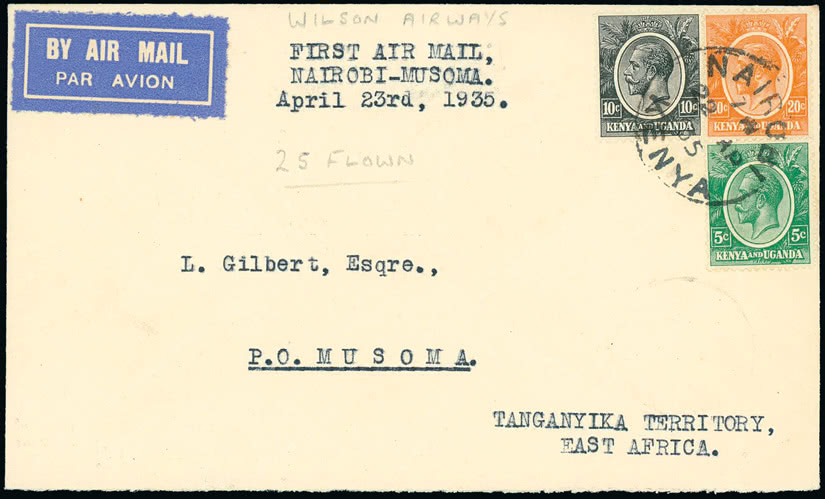 WILSON AIRWAYS
BY AIR MAIL
PAR AVION
FIRST AIR MAIL,
NAIROBI-MUSOMA.
April 23rd, 1935.
25 FLOWN
10c 10c
KENYA AND UGANDA
20c 20c
KENYA AND UGANDA
5c 5c
KENYA AND UGANDA
NAIROBI
KENYA
L. Gilbert, Esqre.,
P.O. MUSOMA.
TANGANYIKA TERRITORY,
EAST AFRICA.